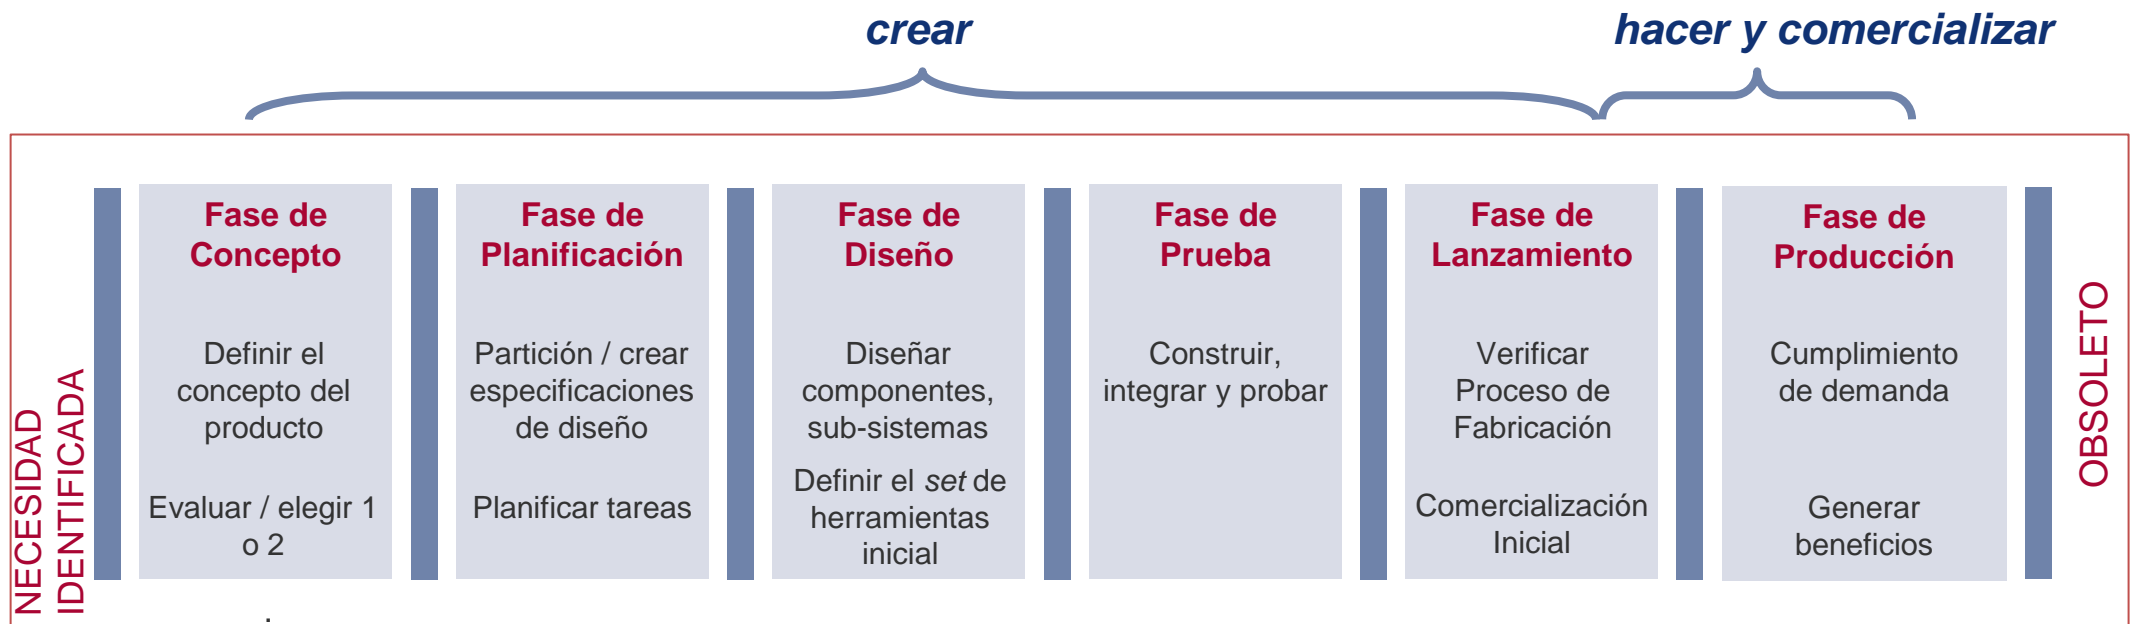 crear
hacer y comercializar
NECESIDAD
IDENTIFICADA
Fase de
Concepto
Definir el
concepto del
producto
Evaluar / elegir 1
o 2
Fase de
Planificación
Partición / crear
especificaciones
de diseño
Planificar tareas
Fase de
Diseño
Diseñar
componentes,
sub-sistemas
Definir el set de
herramientas
inicial
Fase de
Prueba
Construir,
integrar y probar
Fase de
Lanzamiento
Verificar
Proceso de
Fabricación
Comercialización
Inicial
Fase de
Producción
Cumplimiento
de demanda
Generar
beneficios
OBSOLETO
.